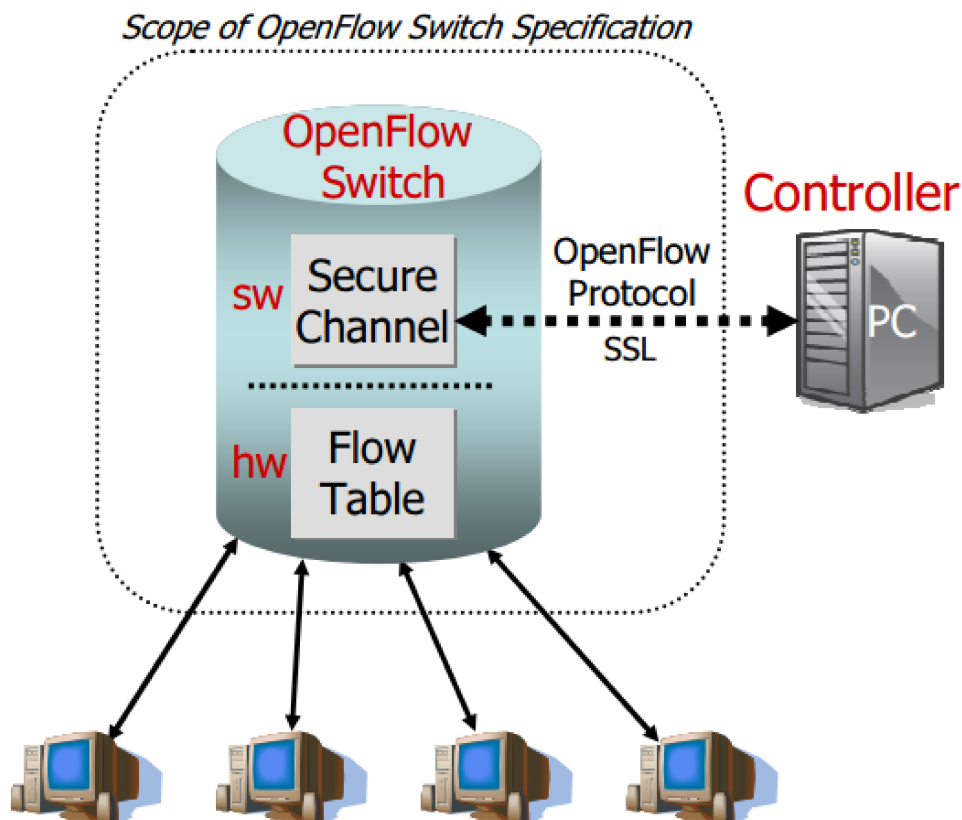 Scope of OpenFlow Switch Specification
OpenFlow
Switch
Controller
sw
Secure
Channel
OpenFlow
Protocol
SSL
PC
hw
Flow
Table